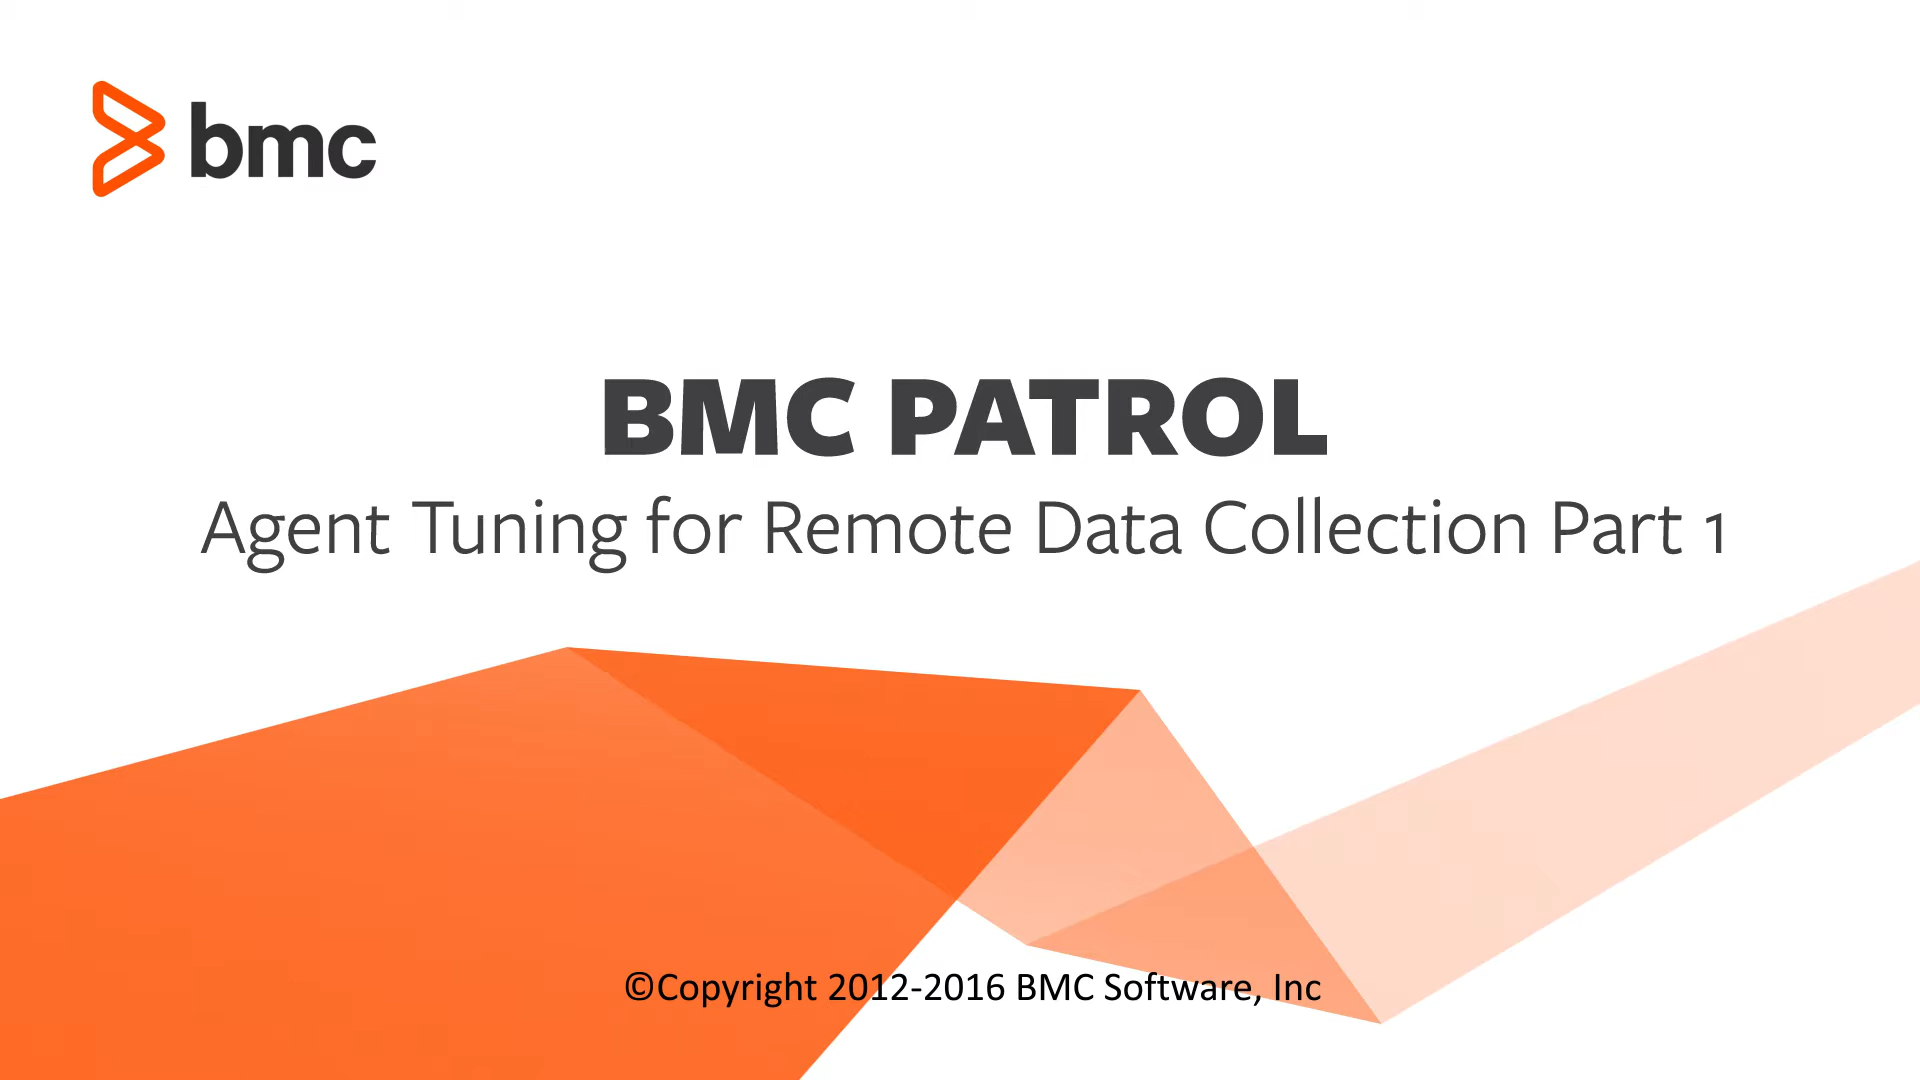 bmc
BMC PATROL
Agent Tuning for Remote Data Collection Part 1
©Copyright 2012-2016 BMC Software, Inc